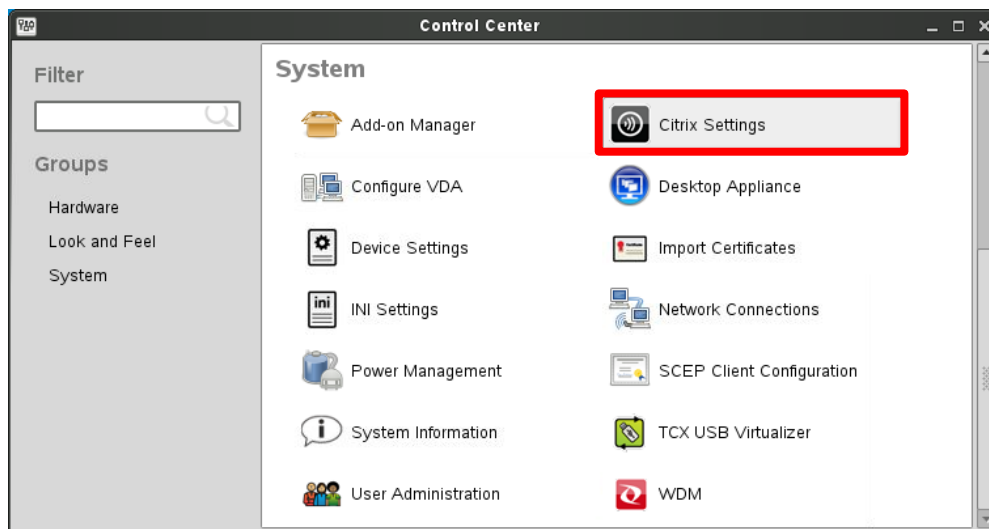 Control Center
Filter
Groups
Hardware
Look and Feel
System
System
Add-on Manager
Citrix Settings
Configure VDA
Desktop Appliance
Device Settings
Import Certificates
ini
INI Settings
Network Connections
Power Management
SCEP Client Configuration
System Information
TCX USB Virtualizer
User Administration
WDM